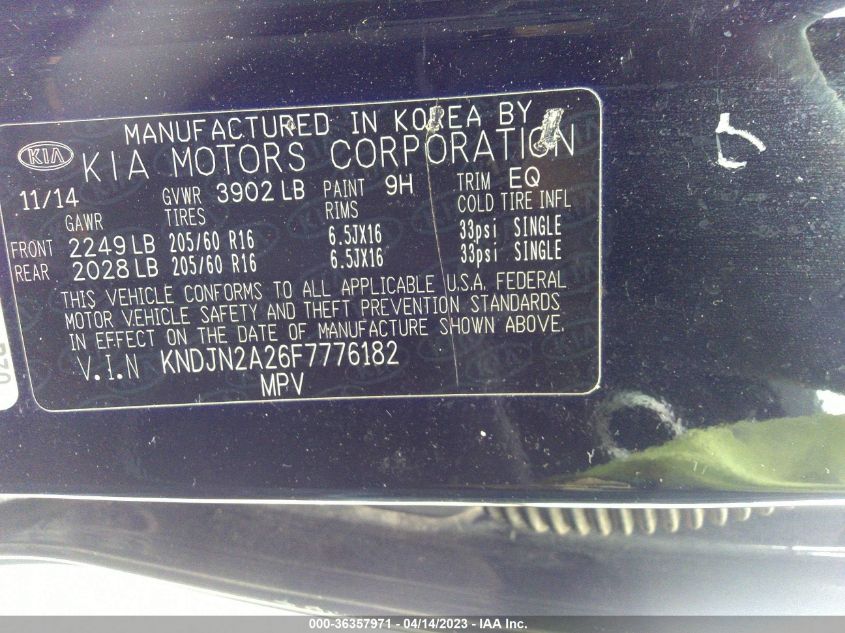 MANUFACTURED IN KOREA BY
KIA KIA MOTORS CORPORATION
11/14 GVWR 3902 LB PAINT 9H TRIM EQ
GAWR TIRES RIMS COLD TIRE INFL
FRONT 2249 LB 205/60 R16 6.5JX16 33psi SINGLE
REAR 2028 LB 205/60 R16 6.5JX16 33psi SINGLE
THIS VEHICLE CONFORMS TO ALL APPLICABLE U.S.A. FEDERAL
MOTOR VEHICLE SAFETY AND THEFT PREVENTION STANDARDS
IN EFFECT ON THE DATE OF MANUFACTURE SHOWN ABOVE.
V.I.N KNDJN2A26F7776182
MPV
000-36357971 - 04/14/2023 - IAA Inc.